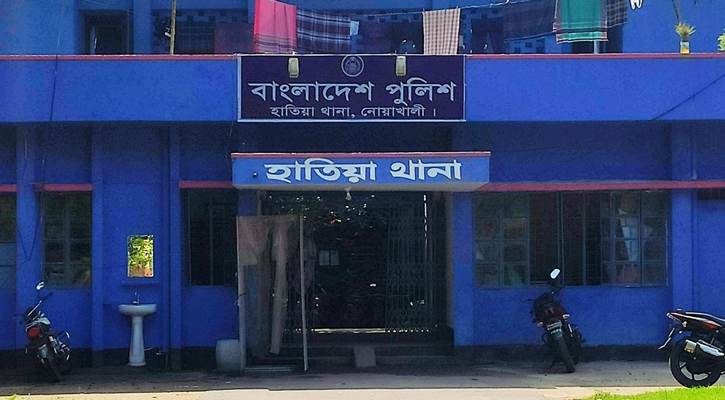 বাংলাদেশ পুলিশ
হাতিয়া থানা, নোয়াখালী ।
হাতিয়া থানা